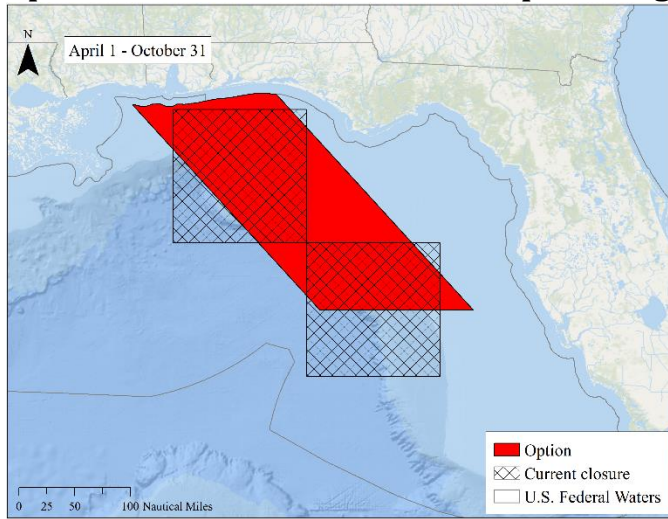 April 1 - October 31
N
Option
Current closure
U.S. Federal Waters
0 25 50 100 Nautical Miles